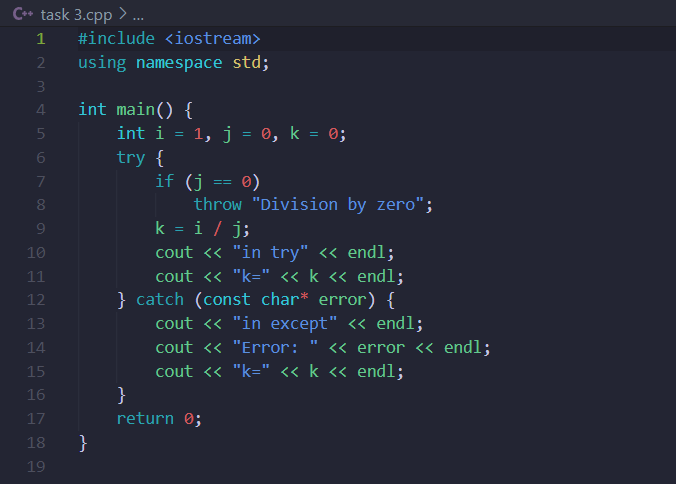 C++ task 3.cpp > ...
1 #include <iostream>
2 using namespace std;
3
4 int main() {
5     int i = 1, j = 0, k = 0;
6     try {
7         if (j == 0)
8             throw "Division by zero";
9         k = i / j;
10         cout << "in try" << endl;
11         cout << "k=" << k << endl;
12     } catch (const char* error) {
13         cout << "in except" << endl;
14         cout << "Error: " << error << endl;
15         cout << "k=" << k << endl;
16     }
17     return 0;
18 }
19